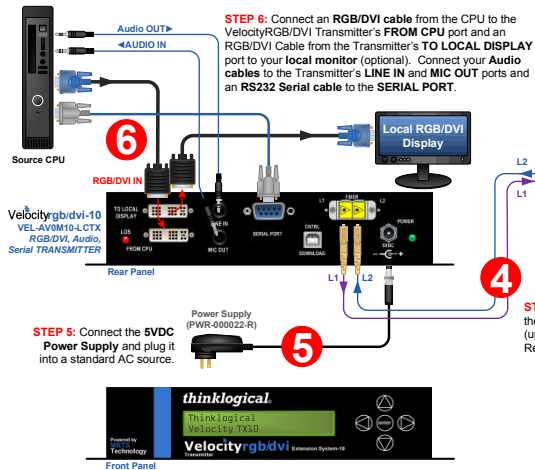 Audio OUT►
◄AUDIO IN
STEP 6: Connect an RGB/DVI cable from the CPU to the
VelocityRGB/DVI Transmitter's FROM CPU port and an
RGB/DVI Cable from the Transmitter's TO LOCAL DISPLAY
port to your local monitor (optional). Connect your Audio
cables to the Transmitter's LINE IN and MIC OUT ports and
an RS232 Serial cable to the SERIAL PORT.
6
Source CPU
Local RGB/DVI
Display
RGB/DVI IN
L2
L1
Velocityrgb/dvi-10
VEL-AV0M10-LCTX
RGB/DVI, Audio,
Serial TRANSMITTER
TO LOCAL
DISPLAY
LOS
FROM CPU
LINE IN
MIC OUT
SERIAL PORT
CNTRL
DOWNLOAD
FIBER
L1
L2
5VDC
- +
POWER
Rear Panel
L1
L2
4
STEP 5: Connect the 5VDC
Power Supply and plug it
into a standard AC source.
Power Supply
(PWR-000022-R)
5
ST
the
(up
Re
thinklogical®
Thinklogical
Velocity TX10
enter
Powered by
MRTS
Technology
Velocityrgb/dvi Extension System-10
Transmitter
Front Panel